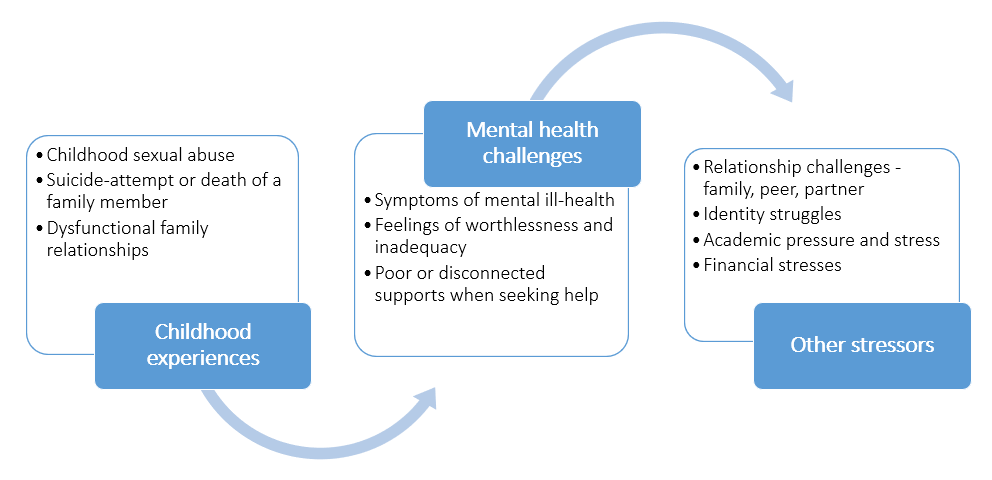 • Childhood sexual abuse
• Suicide-attempt or death of a
family member
• Dysfunctional family
relationships
Childhood
experiences
Mental health
challenges
• Symptoms of mental ill-health
• Feelings of worthlessness and
inadequacy
• Poor or disconnected
supports when seeking help
• Relationship challenges -
family, peer, partner
• Identity struggles
• Academic pressure and stress
• Financial stresses
Other stressors